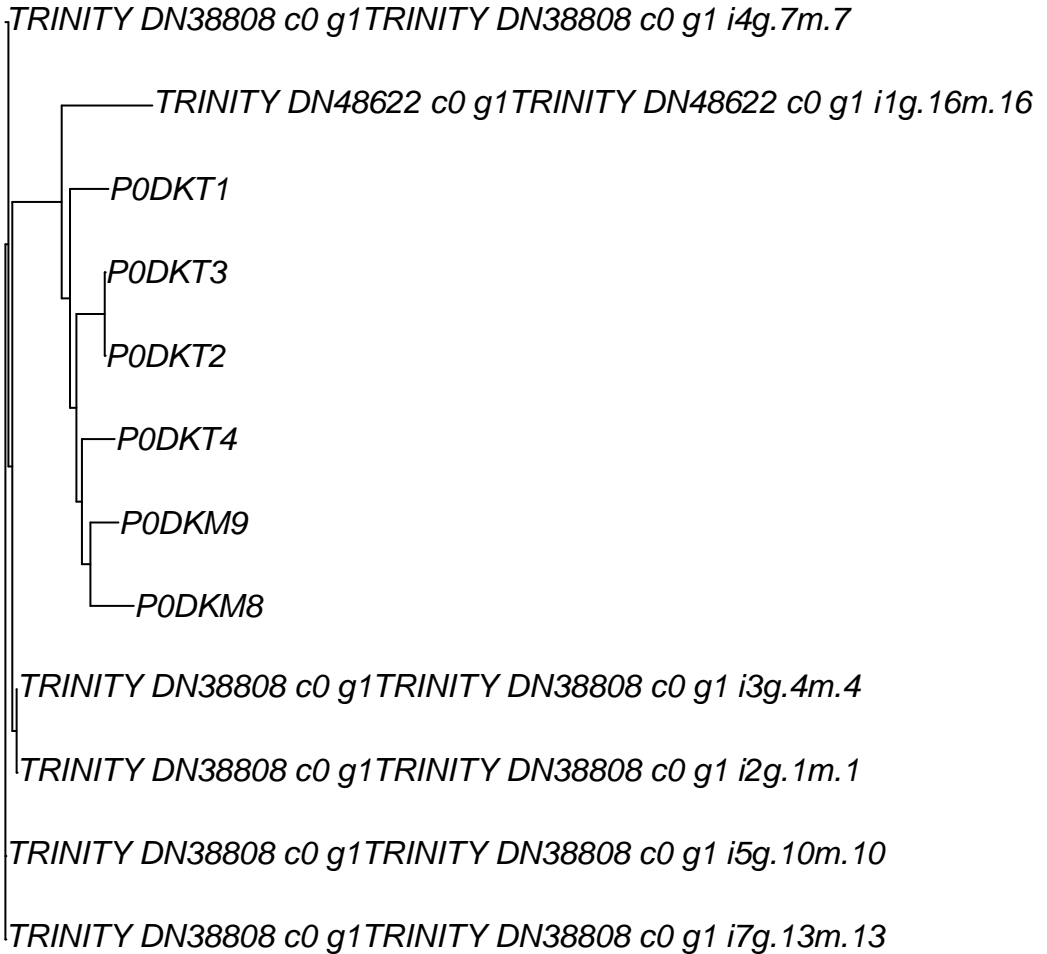 TRINITY DN38808 c0 g1TRINITY DN38808 c0 g1 i4g.7m.7
TRINITY DN48622 c0 g1TRINITY DN48622 c0 g1 i1g.16m.16
P0DKT1
P0DKT3
P0DKT2
P0DKT4
P0DKM9
P0DKM8
TRINITY DN38808 c0 g1TRINITY DN38808 c0 g1 i3g.4m.4
TRINITY DN38808 c0 g1TRINITY DN38808 c0 g1 i2g.1m.1
TRINITY DN38808 c0 g1TRINITY DN38808 c0 g1 i5g.10m.10
TRINITY DN38808 c0 g1TRINITY DN38808 c0 g1 i7g.13m.13